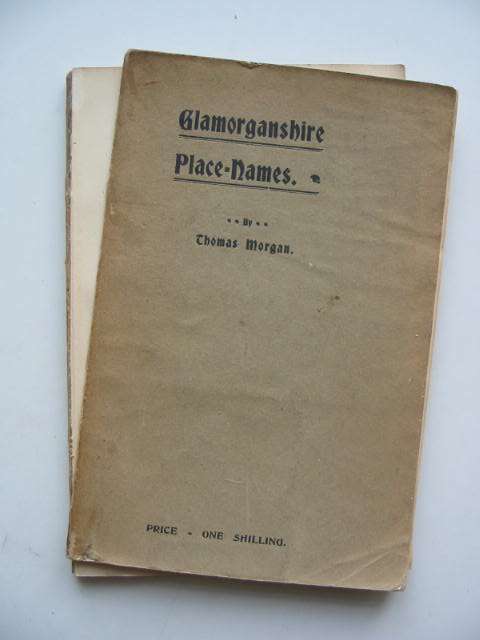 Glamorganshire
Place-Names.
By
Thomas Morgan.
PRICE - ONE SHILLING.